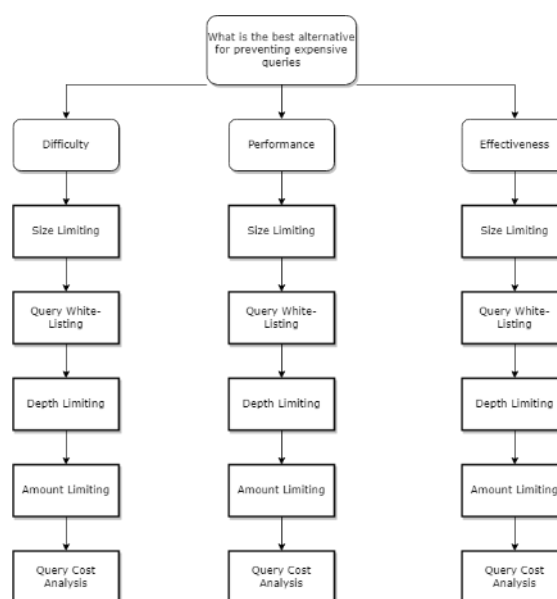 What is the best alternative
for preventing expensive
queries
Difficulty
Performance
Effectiveness
Size Limiting
Size Limiting
Size Limiting
Query White-
Listing
Query White-
Listing
Query White-
Listing
Depth Limiting
Depth Limiting
Depth Limiting
Amount Limiting
Amount Limiting
Amount Limiting
Query Cost
Analysis
Query Cost
Analysis
Query Cost
Analysis